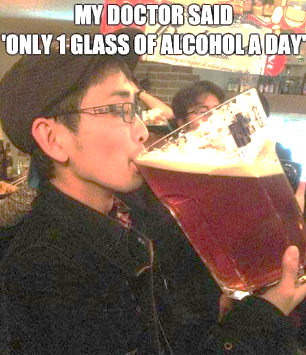 MY DOCTOR SAID
'ONLY 1 GLASS OF ALCOHOL A DAY'